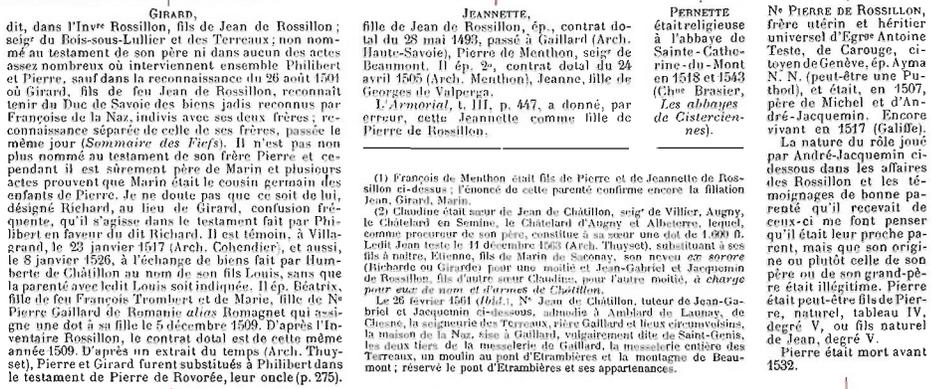 GIRARD,
dit, dans l'Invre Rossillon, fils de Jean de Rossillon ;
seigr du Bois-sous-Lullier et des Terreaux ; non nom-
mé au testament de son père ni dans aucun des actes
assez nombreux où interviennent ensemble Philibert
et Pierre, sauf dans la reconnaissance du 26 août 1501
où Girard, fils de feu Jean de Rossillon, reconnaît
tenir du Duc de Savoie des biens jadis reconnus par
Françoise de la Naz, indivis avec ses deux frères ; re-
connaissance séparée de celle de ses frères, passée le
même jour (Sommaire des Fiefs). Il n'est pas non
plus nommé au testament de son frère Pierre et ce-
pendant il est sûrement père de Marin et plusieurs
actes prouvent que Marin était le cousin germain des
enfants de Pierre. Je ne doute pas que ce soit de lui,
désigné Richard, au lieu de Girard, confusion fré-
quente, qu'il s'agisse dans le testament fait par Phi-
libert en faveur du dit Richard. Il est témoin, à Villa-
grand, le 23 janvier 1517 (Arch. Cohendier), et aussi,
le 8 janvier 1526, à l'échange de biens fait par Hum-
berte de Châtillon au nom de son fils Louis, sans que
la parenté avec ledit Louis soit indiquée. Il ép. Béatrix,
fille de feu François Trombert et de Marie, fille de Ne
Pierre Gaillard de Romanie alias Romagnet qui assi-
gne une dot à sa fille le 5 décembre 1509. D'après l'In-
ventaire Rossillon, le contrat dotal est de cette même
année 1509. D'après un extrait du temps (Arch. Thuy-
set), Pierre et Girard furent substitués à Philibert dans
le testament de Pierre de Rovorée, leur oncle (p. 275).
JEANNETTE,
fille de Jean de Rossillon, ép., contrat do-
tal du 28 mai 1493, passé à Gaillard (Arch.
Haute-Savoie), Pierre de Menthon, seigr de
Beaumont. Il ép. 2°, contrat dotal du 24
avril 1505 (Arch. Menthon), Jeanne, fille de
Georges de Valperga.
L'Armorial, t. III, p. 447, a donné, par
erreur, cette Jeannette comme fille de
Pierre de Rossillon.
PERNETTE
était religieuse
à l'abbaye de
Sainte-Cathe-
rine-du-Mont
en 1518 et 1543
(Chne Brasier,
Les abbayes
de Cistercien-
nes).
(1) François de Menthon était fils de Pierre et de Jeannette de Ros-
sillon ci-dessus ; l'énoncé de cette parenté confirme encore la filiation
Jean, Girard, Marin.
(2) Claudine était sœur de Jean de Châtillon, seigr de Villier, Augny,
le Châtelard en Semine, le Châtelard d'Augny et Albeterre, lequel,
comme procureur de son père, constitua à sa sœur une dot de 1.600 fl.
Ledit Jean teste le 11 décembre 1563 (Arch. Thuyset), substituant à ses
fils à naître, Etienne, fils de Marin de Saconay, son neveu ex sorore
(Richarde ou Girarde) pour une moitié et Jean-Gabriel et Jacquemin
de Rossillon, fils d'autre sœur Claudine, pour l'autre moitié, à charge
pour eux de nom et d'armes de Châtillon.
Le 26 février 1561 (Ibid.), Ne Jean de Châtillon, tuteur de Jean-Ga-
briel et Jacquemin ci-dessous, admodie à Amblard de Launay, de
Chesne, la seigneurie des Terreaux, rière Gaillard et lieux circumvoisins,
la maison de la Naz, sise à Gaillard, vulgairement dite de Saint-Genis,
les deux tiers de la messelerie de Gaillard, la messelerie entière des
Terreaux, un moulin au pont d'Etrambières et la montagne de Beau-
mont ; réservé le pont d'Etrambières et ses appartenances.
Ne PIERRE DE ROSSILLON,
frère utérin et héritier
universel d'Egre Antoine
Teste, de Carouge, ci-
toyen de Genève, ép. Ayma
N. N. (peut-être une Pu-
thod), et était, en 1507,
père de Michel et d'An-
dré-Jacquemin. Encore
vivant en 1517 (Galiffe).
La nature du rôle joué
par André-Jacquemin ci-
dessous dans les affaires
des Rossillon et les té-
moignages de bonne pa-
renté qu'il recevait de
ceux-ci me font penser
qu'il était leur proche pa-
rent, mais que son origine
ou plutôt celle de son
père ou de son grand-pè-
re était illégitime. Pierre
était peut-être fils de Pier-
re, naturel, tableau IV,
degré V, ou fils naturel
de Jean, degré V.
Pierre était mort avant
1532.